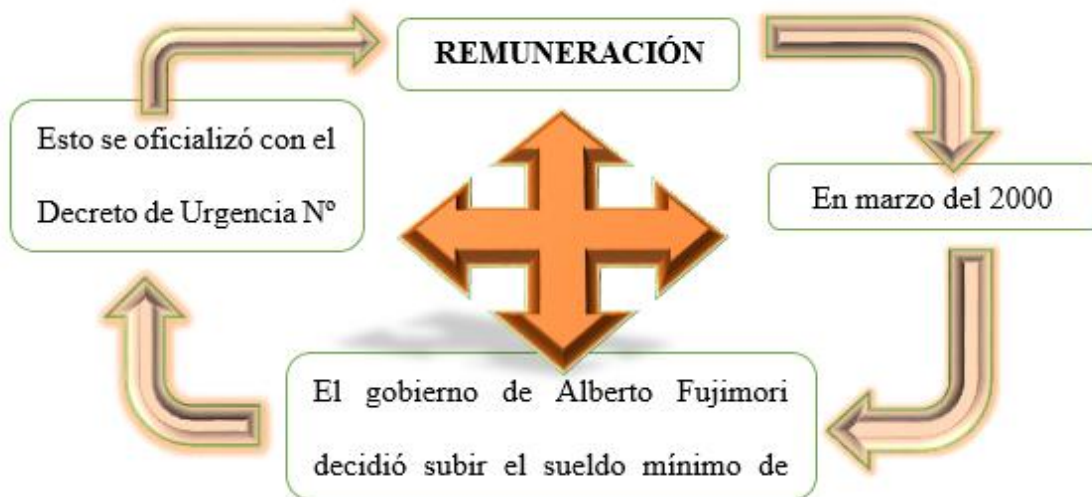 REMUNERACIÓN
En marzo del 2000
El gobierno de Alberto Fujimori
decidió subir el sueldo mínimo de
Esto se oficializó con el
Decreto de Urgencia Nº